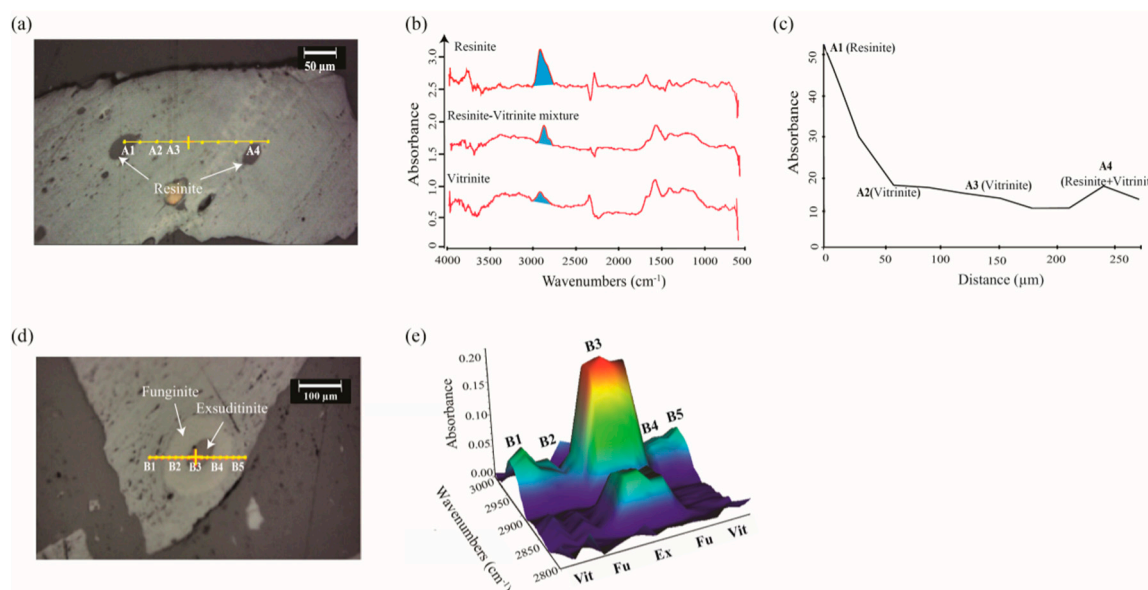 (a)
50 µm
A1
A2
A3
A4
Resinite
(b)
Absorbance
3.0
2.5
2.0
1.5
1.0
0.5
0
Resinite
Resinite-Vitrinite mixture
Vitrinite
4000
3500
3000
2500
2000
1500
1000
500
Wavenumbers (cm⁻¹)
(c)
Absorbance
50
40
30
20
10
0
A1 (Resinite)
A2(Vitrinite)
A3 (Vitrinite)
A4
(Resinite+Vitrinit
0
50
100
150
200
250
Distance (µm)
(d)
100 µm
Funginite
Exsuditinite
B1
B2
B3
B4
B5
(e)
Absorbance
0.20
0.15
0.10
0.05
0.00
B1
B2
B3
B4
B5
3000
2950
2900
2850
2800
Wavenumbers (cm⁻¹)
Vit
Fu
Ex
Fu
Vit